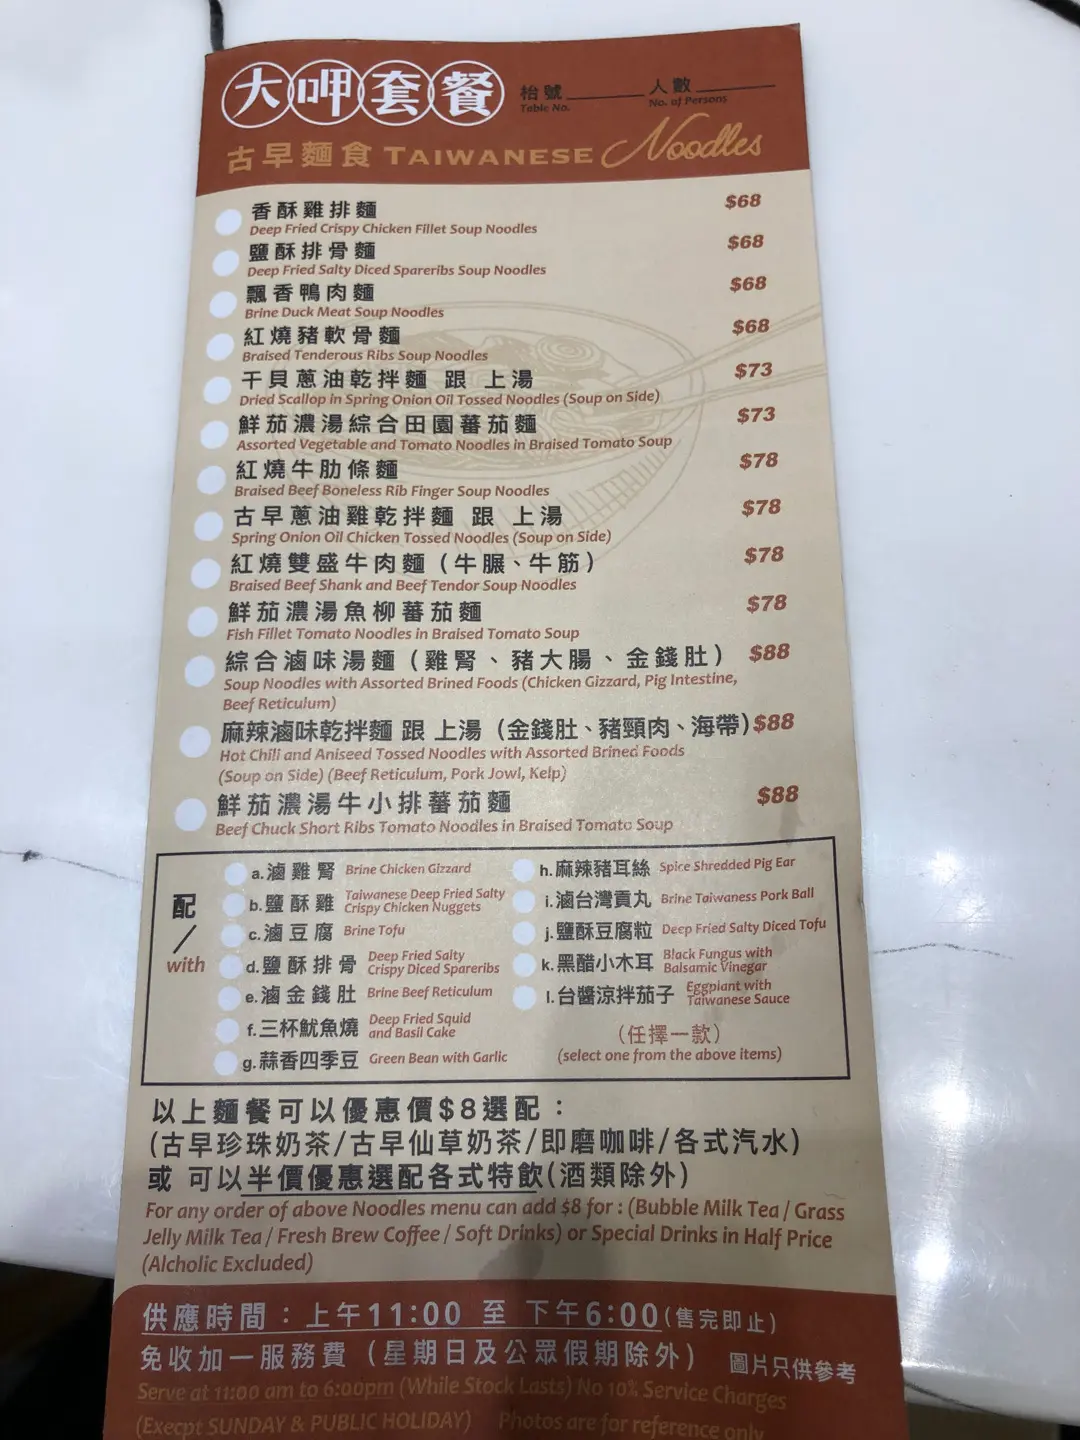 大呷套餐
枱號 人數
Table No. No. of Persons
古早麵食 TAIWANESE Noodles
香酥雞排麵 $68
Deep Fried Crispy Chicken Fillet Soup Noodles
鹽酥排骨麵 $68
Deep Fried Salty Diced Spareribs Soup Noodles
飄香鴨肉麵 $68
Brine Duck Meat Soup Noodles
紅燒豬軟骨麵 $68
Braised Tenderous Ribs Soup Noodles
干貝蔥油乾拌麵 跟 上湯 $73
Dried Scallop in Spring Onion Oil Tossed Noodles (Soup on Side)
鮮茄濃湯綜合田園蕃茄麵 $73
Assorted Vegetable and Tomato Noodles in Braised Tomato Soup
紅燒牛肋條麵 $78
Braised Beef Boneless Rib Finger Soup Noodles
古早蔥油雞乾拌麵 跟 上湯 $78
Spring Onion Oil Chicken Tossed Noodles (Soup on Side)
紅燒雙盛牛肉麵 (牛𦟌、牛筋) $78
Braised Beef Shank and Beef Tendor Soup Noodles
鮮茄濃湯魚柳蕃茄麵 $78
Fish Fillet Tomato Noodles in Braised Tomato Soup
綜合滷味湯麵 (雞腎、豬大腸、金錢肚) $88
Soup Noodles with Assorted Brined Foods (Chicken Gizzard, Pig Intestine,
Beef Reticulum)
麻辣滷味乾拌麵 跟 上湯 (金錢肚、豬頸肉、海帶) $88
Hot Chili and Aniseed Tossed Noodles with Assorted Brined Foods
(Soup on Side) (Beef Reticulum, Pork Jowl, Kelp)
鮮茄濃湯牛小排蕃茄麵 $88
Beef Chuck Short Ribs Tomato Noodles in Braised Tomato Soup
配
/
with
a.滷雞腎 Brine Chicken Gizzard
b.鹽酥雞 Taiwanese Deep Fried Salty
Crispy Chicken Nuggets
c.滷豆腐 Brine Tofu
d.鹽酥排骨 Deep Fried Salty
Crispy Diced Spareribs
e.滷金錢肚 Brine Beef Reticulum
f.三杯魷魚燒 Deep Fried Squid
and Basil Cake
g.蒜香四季豆 Green Bean with Garlic
h.麻辣豬耳絲 Spice Shredded Pig Ear
i.滷台灣貢丸 Brine Taiwaness Pork Ball
j.鹽酥豆腐粒 Deep Fried Salty Diced Tofu
k.黑醋小木耳 Black Fungus with
Balsamic Vinegar
l.台醬涼拌茄子 Eggplant with
Taiwanese Sauce
(任擇一款)
(select one from the above items)
以上麵餐可以優惠價$8選配：
(古早珍珠奶茶/古早仙草奶茶/即磨咖啡/各式汽水)
或 可以半價優惠選配各式特飲(酒類除外)
For any order of above Noodles menu can add $8 for : (Bubble Milk Tea / Grass
Jelly Milk Tea / Fresh Brew Coffee / Soft Drinks) or Special Drinks in Half Price
(Alcholic Excluded)
供應時間：上午11:00 至 下午6:00(售完即止)
免收加一服務費 (星期日及公眾假期除外) 圖片只供參考
Serve at 11:00 am to 6:00pm (While Stock Lasts) No 10% Service Charges
(Execpt SUNDAY & PUBLIC HOLIDAY) Photos are for reference only